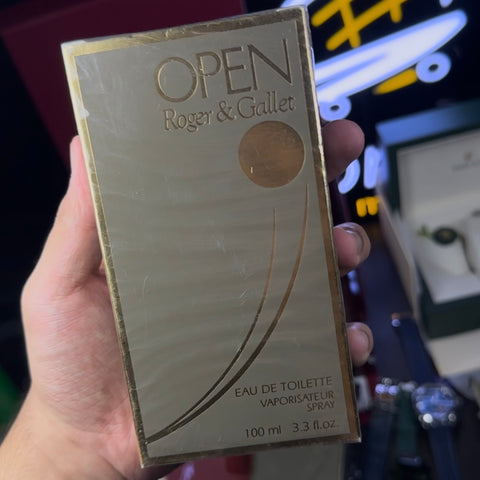 OPEN
Roger & Gallet
EAU DE TOILETTE
VAPORISATEUR
SPRAY
100 ml 3.3 fl.oz.